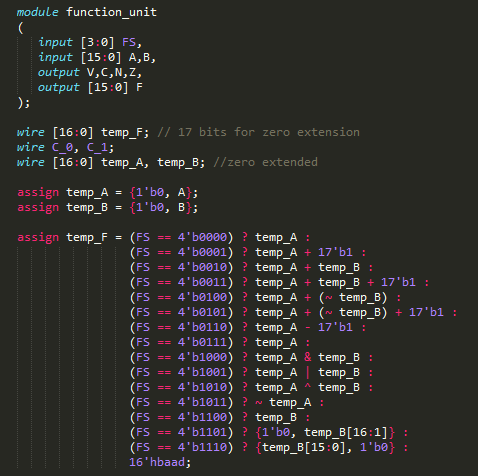 module function_unit
(
input [3:0] FS,
input [15:0] A,B,
output V,C,N,Z,
output [15:0] F
);
wire [16:0] temp_F; // 17 bits for zero extension
wire C_0, C_1;
wire [16:0] temp_A, temp_B; //zero extended
assign temp_A = {1'b0, A};
assign temp_B = {1'b0, B};
assign temp_F = (FS == 4'b0000) ? temp_A :
(FS == 4'b0001) ? temp_A + 17'b1 :
(FS == 4'b0010) ? temp_A + temp_B :
(FS == 4'b0011) ? temp_A + temp_B + 17'b1 :
(FS == 4'b0100) ? temp_A + (~ temp_B) :
(FS == 4'b0101) ? temp_A + (~ temp_B) + 17'b1 :
(FS == 4'b0110) ? temp_A - 17'b1 :
(FS == 4'b0111) ? temp_A :
(FS == 4'b1000) ? temp_A & temp_B :
(FS == 4'b1001) ? temp_A | temp_B :
(FS == 4'b1010) ? temp_A ^ temp_B :
(FS == 4'b1011) ? ~ temp_A :
(FS == 4'b1100) ? temp_B :
(FS == 4'b1101) ? {1'b0, temp_B[16:1]} :
(FS == 4'b1110) ? {temp_B[15:0], 1'b0} :
16'hbaad;